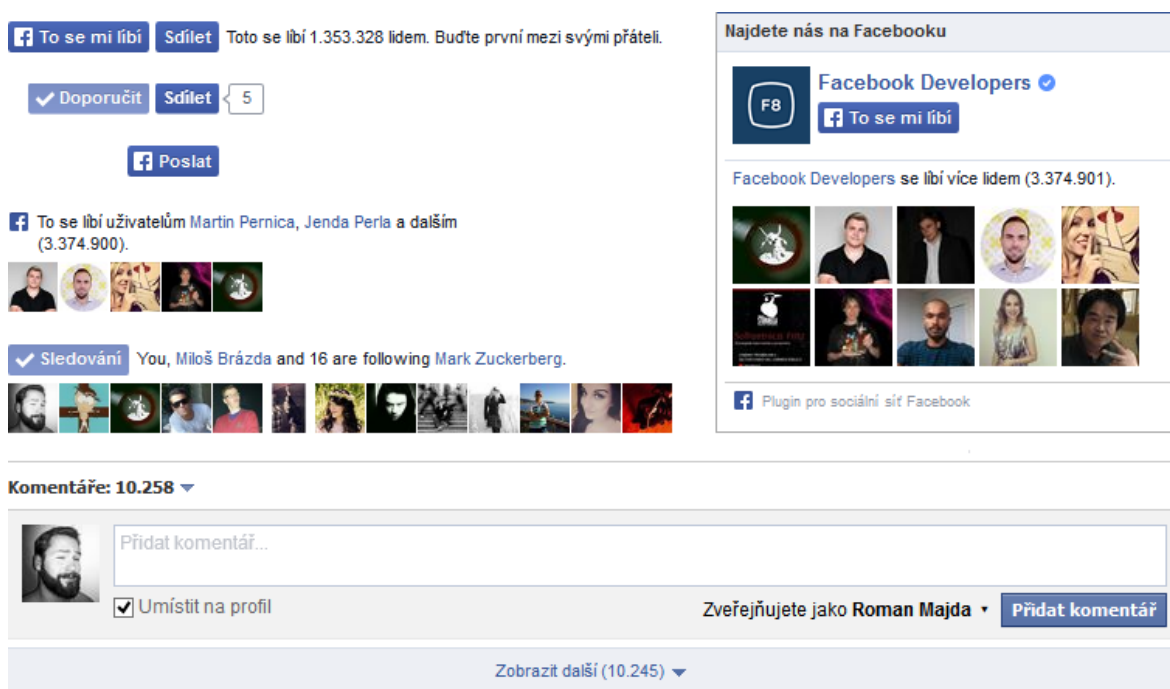 To se mi líbí Sdílet Toto se líbí 1.353.328 lidem. Buďte první mezi svými přáteli.
Doporučit Sdílet 5
Poslat
To se líbí uživatelům Martin Pernica, Jenda Perla a dalším
(3.374.900).
Sledování You, Miloš Brázda and 16 are following Mark Zuckerberg.
Najdete nás na Facebooku
F8
Facebook Developers
To se mi líbí
Facebook Developers se líbí více lidem (3.374.901).
Plugin pro sociální síť Facebook
Komentáře: 10.258
Přidat komentář...
Umístit na profil
Zveřejňujete jako Roman Majda Přidat komentář
Zobrazit další (10.245)